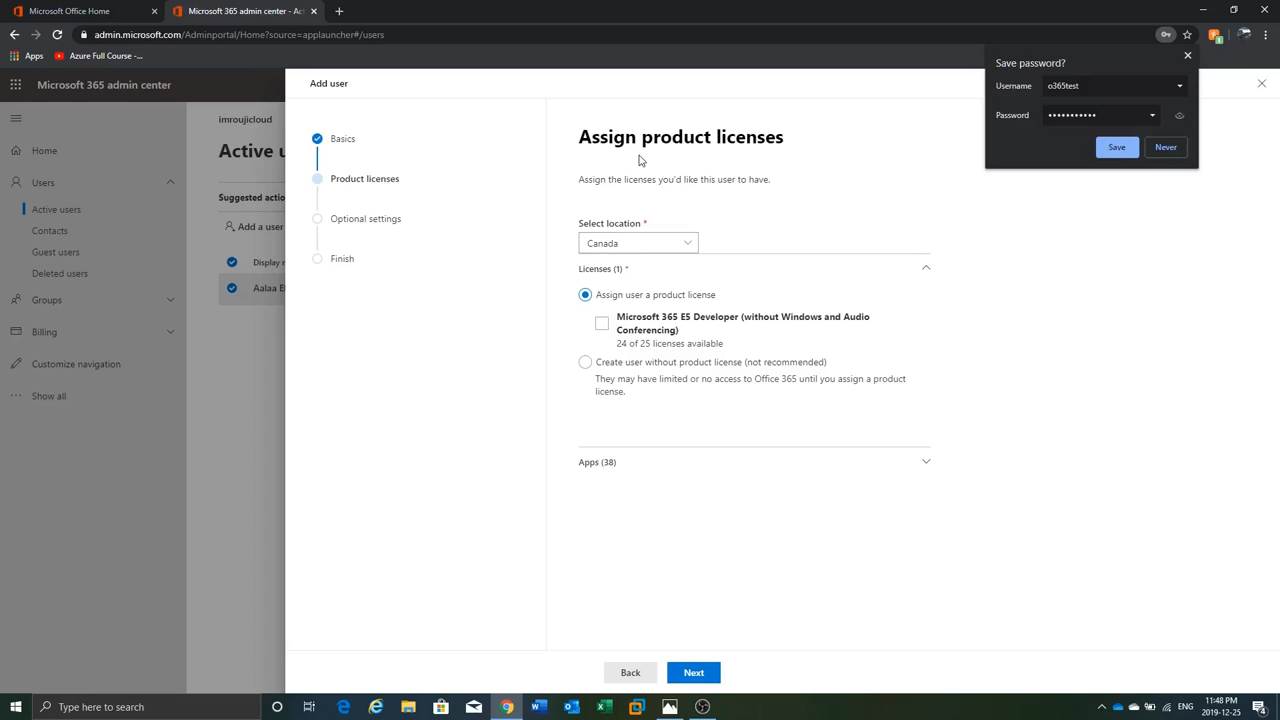 Microsoft Office Home
Microsoft 365 admin center - Act
admin.microsoft.com/Adminportal/Home?source=applauncher#/users
Apps
Azure Full Course -...
Microsoft 365 admin center
Home
Users
Active users
Contacts
Guest users
Deleted users
Groups
Billing
Customize navigation
Show all
imroujicloud
Active u
Suggested actio
Add a user
Display n
Aalaa E
Add user
Basics
Product licenses
Optional settings
Finish
Assign product licenses
Assign the licenses you'd like this user to have.
Select location *
Canada
Licenses (1) *
Assign user a product license
Microsoft 365 E5 Developer (without Windows and Audio
Conferencing)
24 of 25 licenses available
Create user without product license (not recommended)
They may have limited or no access to Office 365 until you assign a product
license.
Apps (38)
Back
Next
Save password?
Username
o365test
Password
•••••••••••
Save
Never
Type here to search
ENG
11:48 PM
2019-12-25